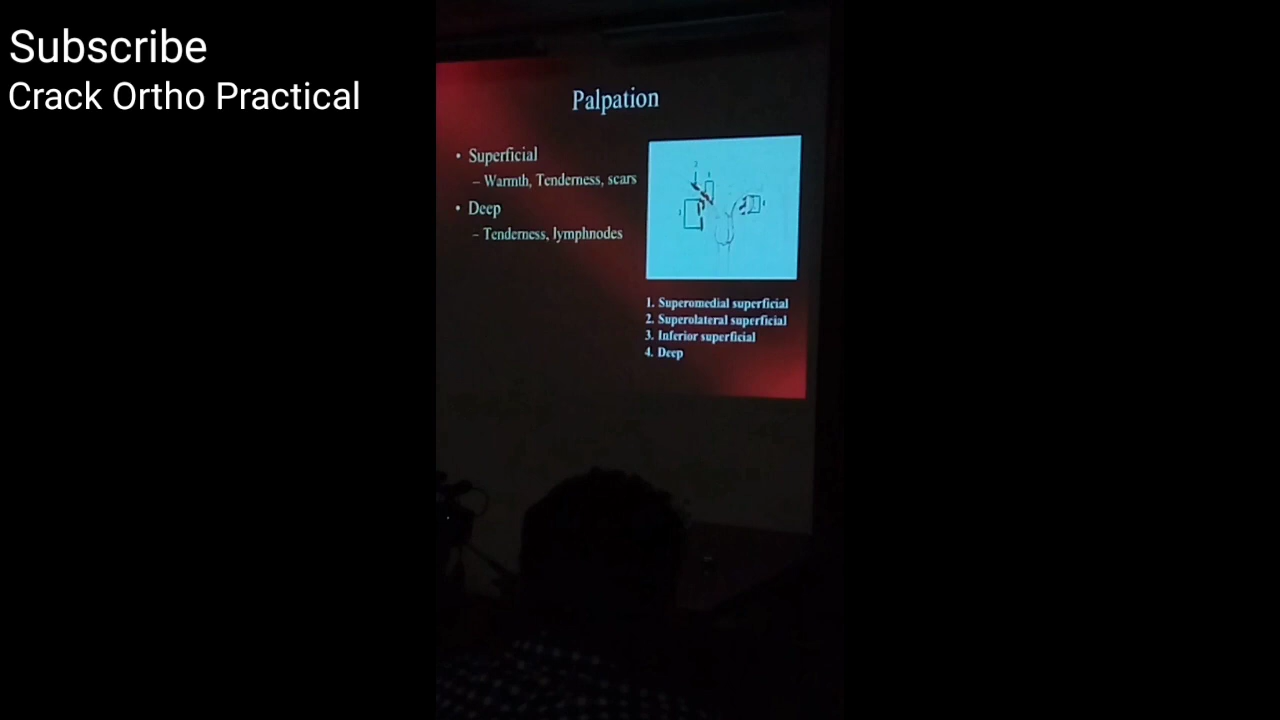 Subscribe
Crack Ortho Practical
Palpation
• Superficial
– Warmth, Tenderness, scars
• Deep
– Tenderness, lymphnodes
2
1. Superomedial superficial
2. Superolateral superficial
3. Inferior superficial
4. Deep